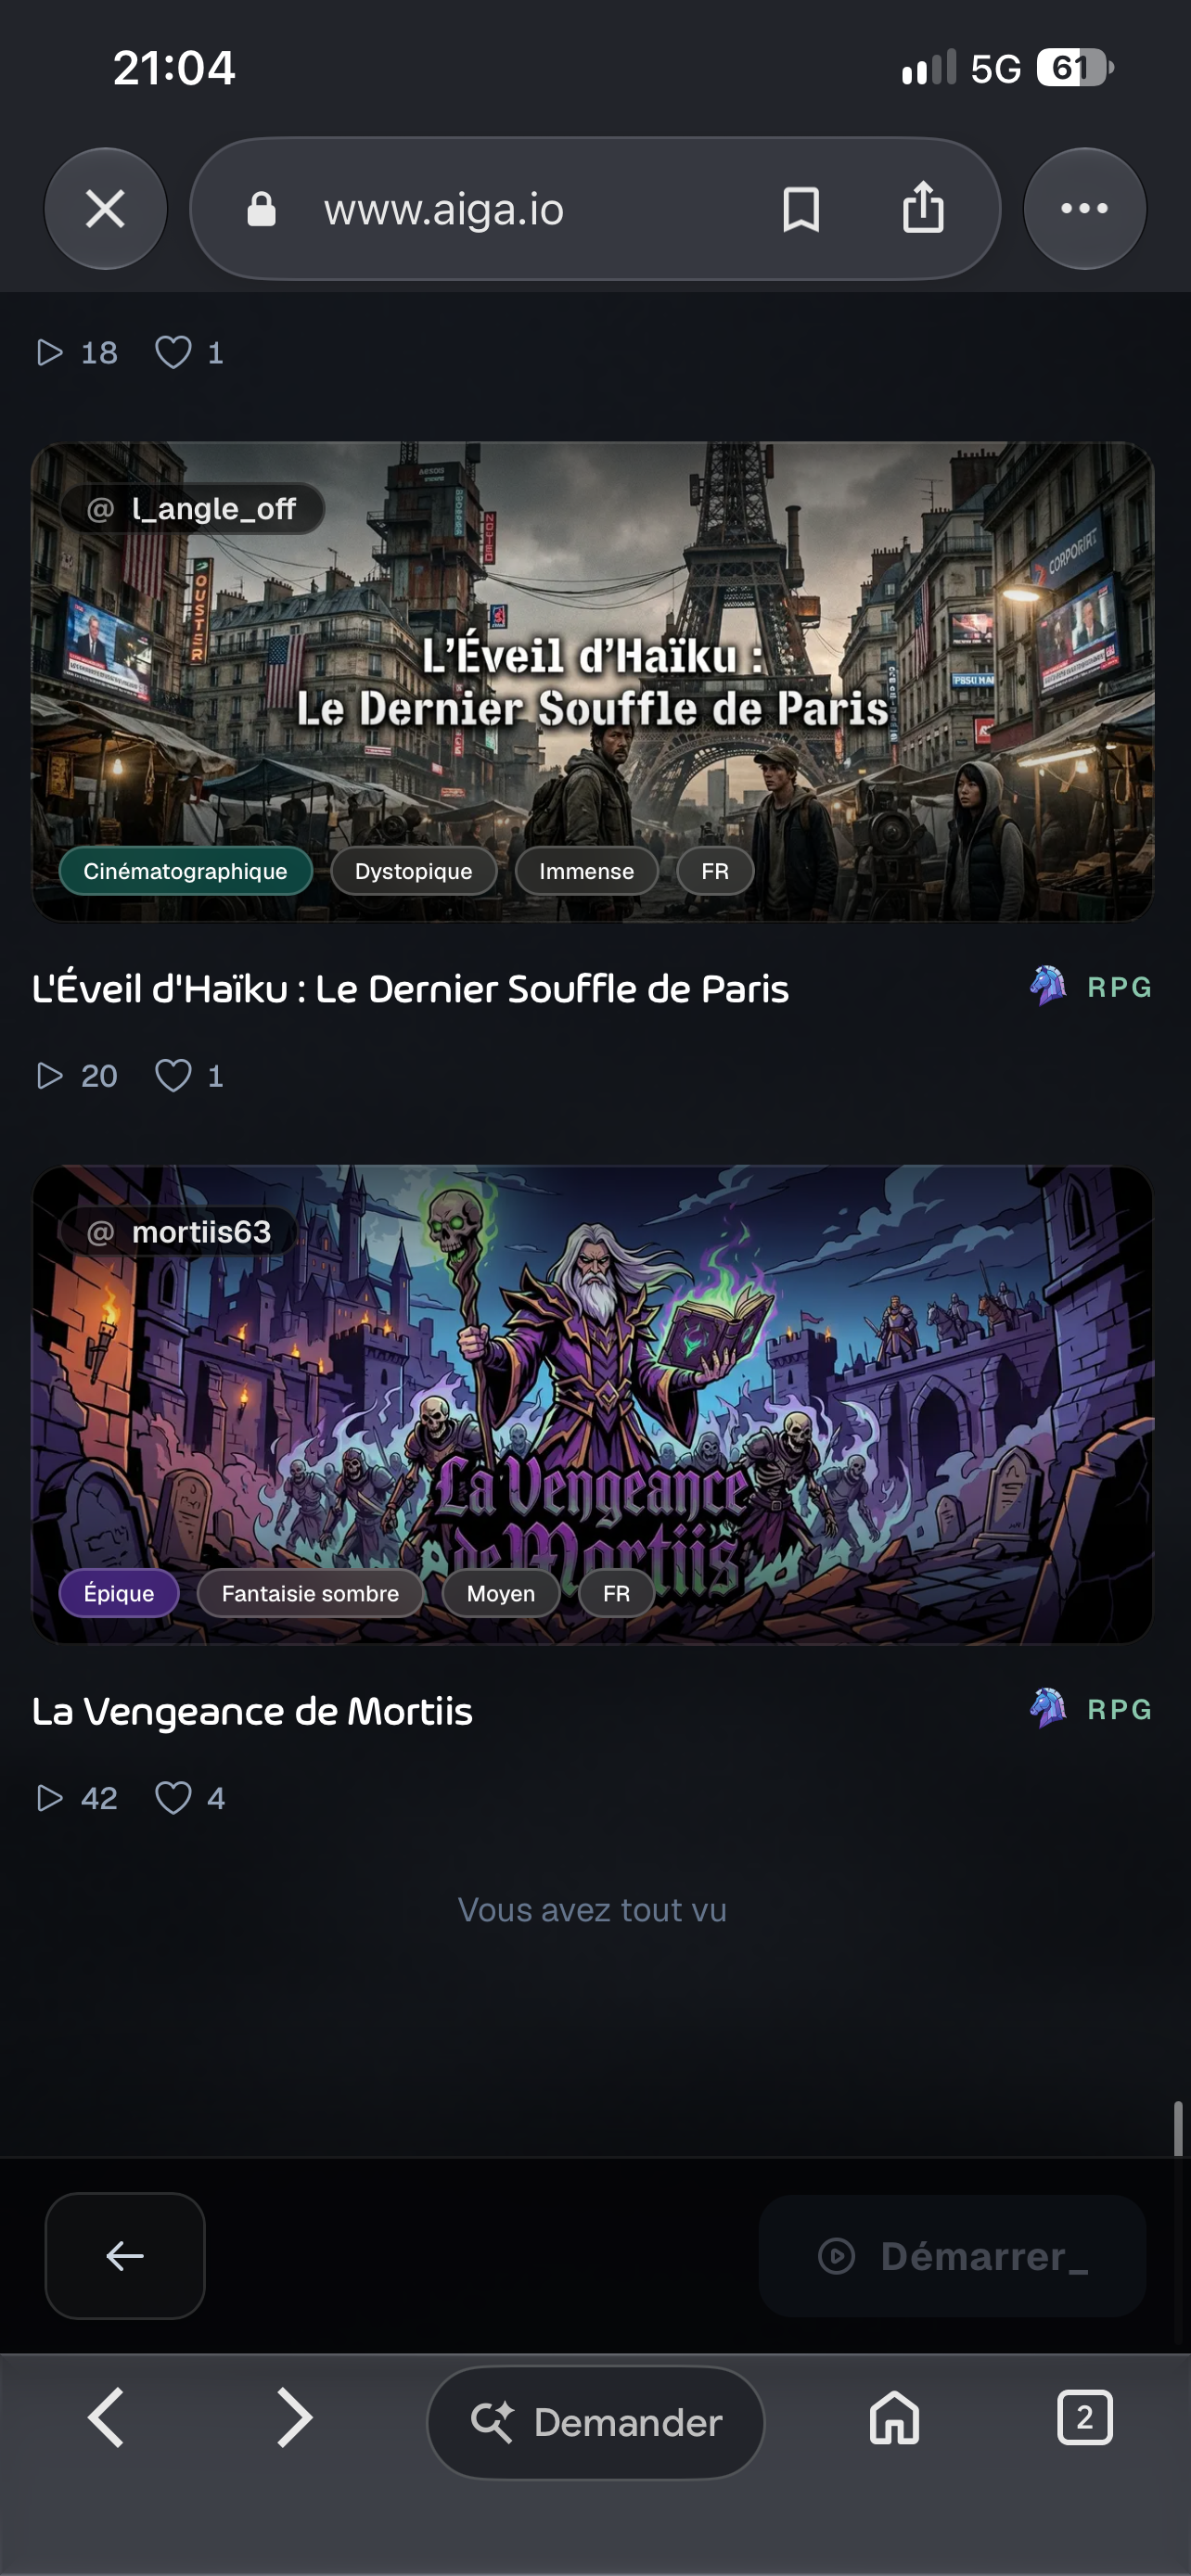 21:04
5G 61
www.aiga.io
18 1
@ l_angle_off
OUSTER
CORPORIAT
L'Éveil d'Haïku :
Le Dernier Souffle de Paris
Cinématographique Dystopique Immense FR
L'Éveil d'Haïku : Le Dernier Souffle de Paris RPG
20 1
@ mortiis63
La Vengeance
de Mortiis
Épique Fantaisie sombre Moyen FR
La Vengeance de Mortiis RPG
42 4
Vous avez tout vu
Démarrer_
Demander
2